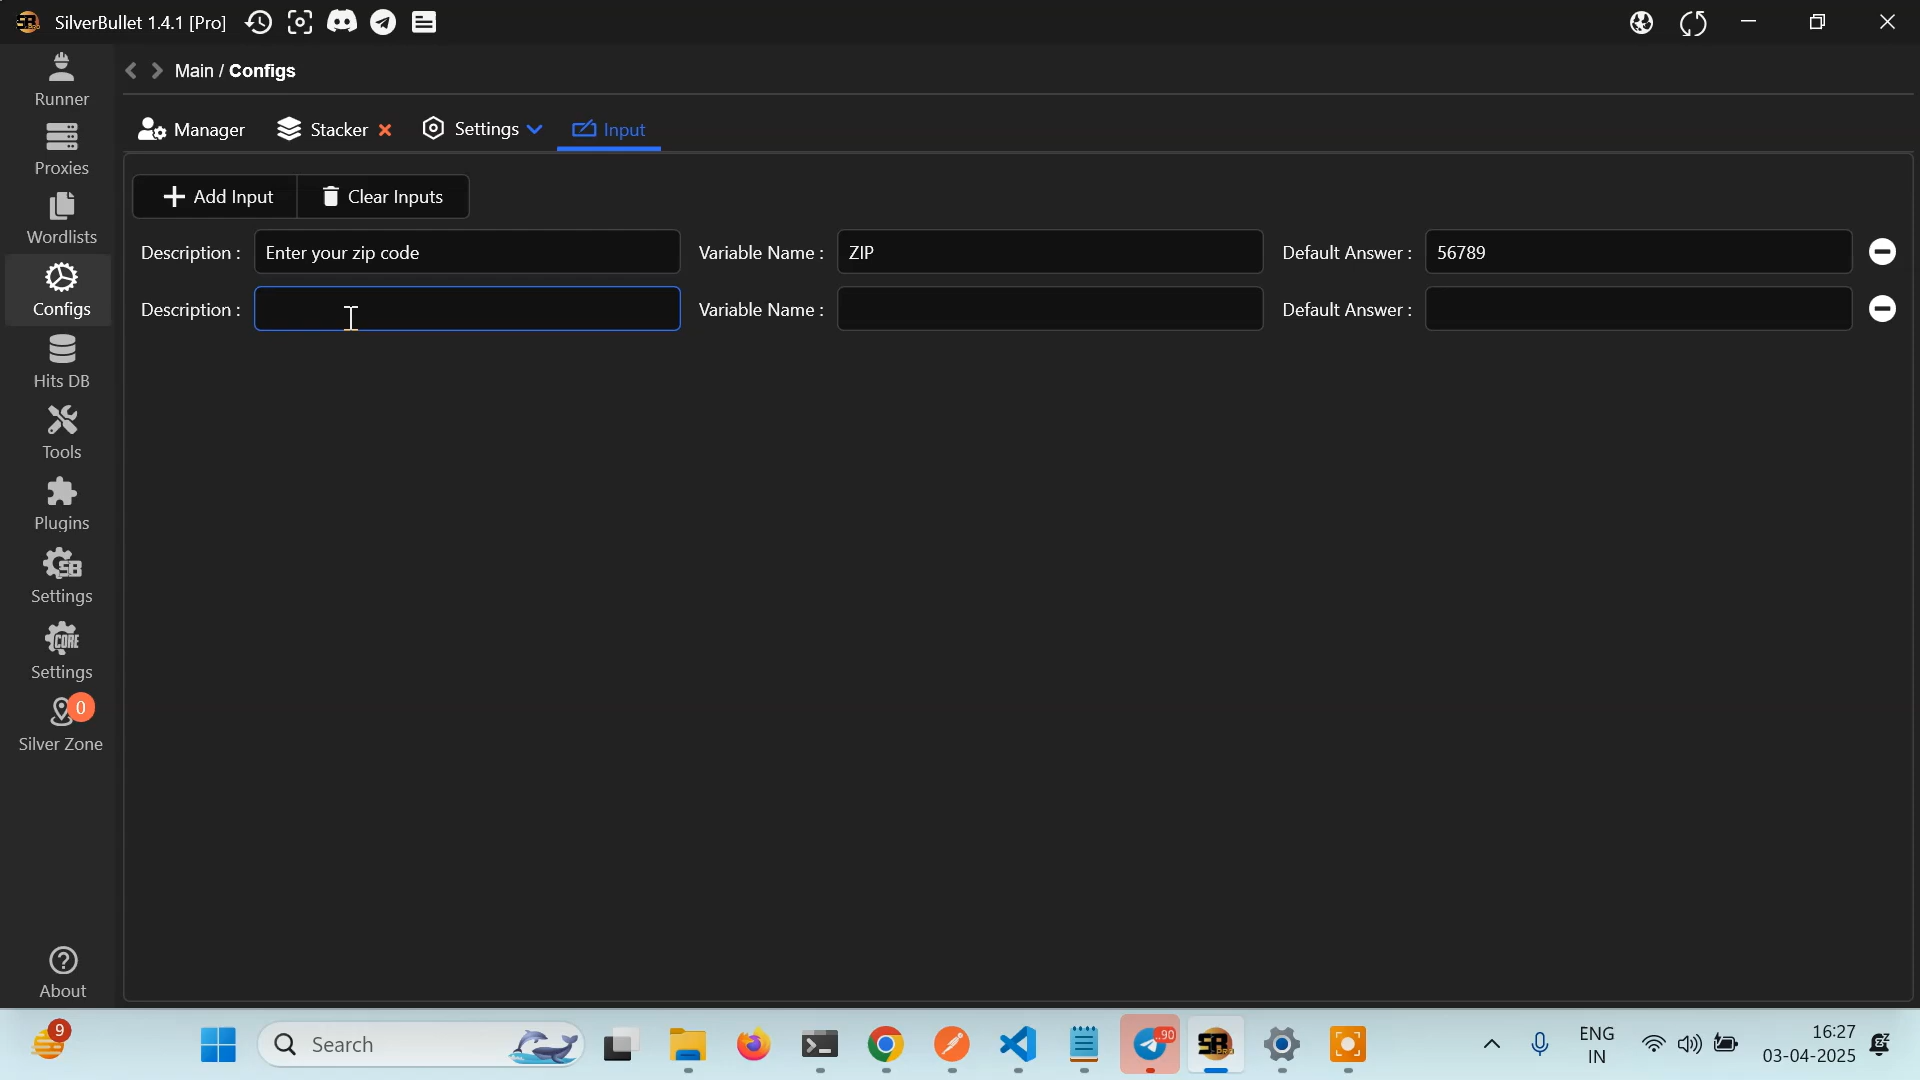 SilverBullet 1.4.1 [Pro]
Runner
Proxies
Wordlists
Configs
Hits DB
Tools
Plugins
Settings
Settings
0
Silver Zone
About
Main / Configs
Manager
Stacker
Settings
Input
Add Input
Clear Inputs
Description : Enter your zip code Variable Name : ZIP Default Answer : 56789
Description : Variable Name : Default Answer :
9
Search
90
ENG
IN
16:27
03-04-2025